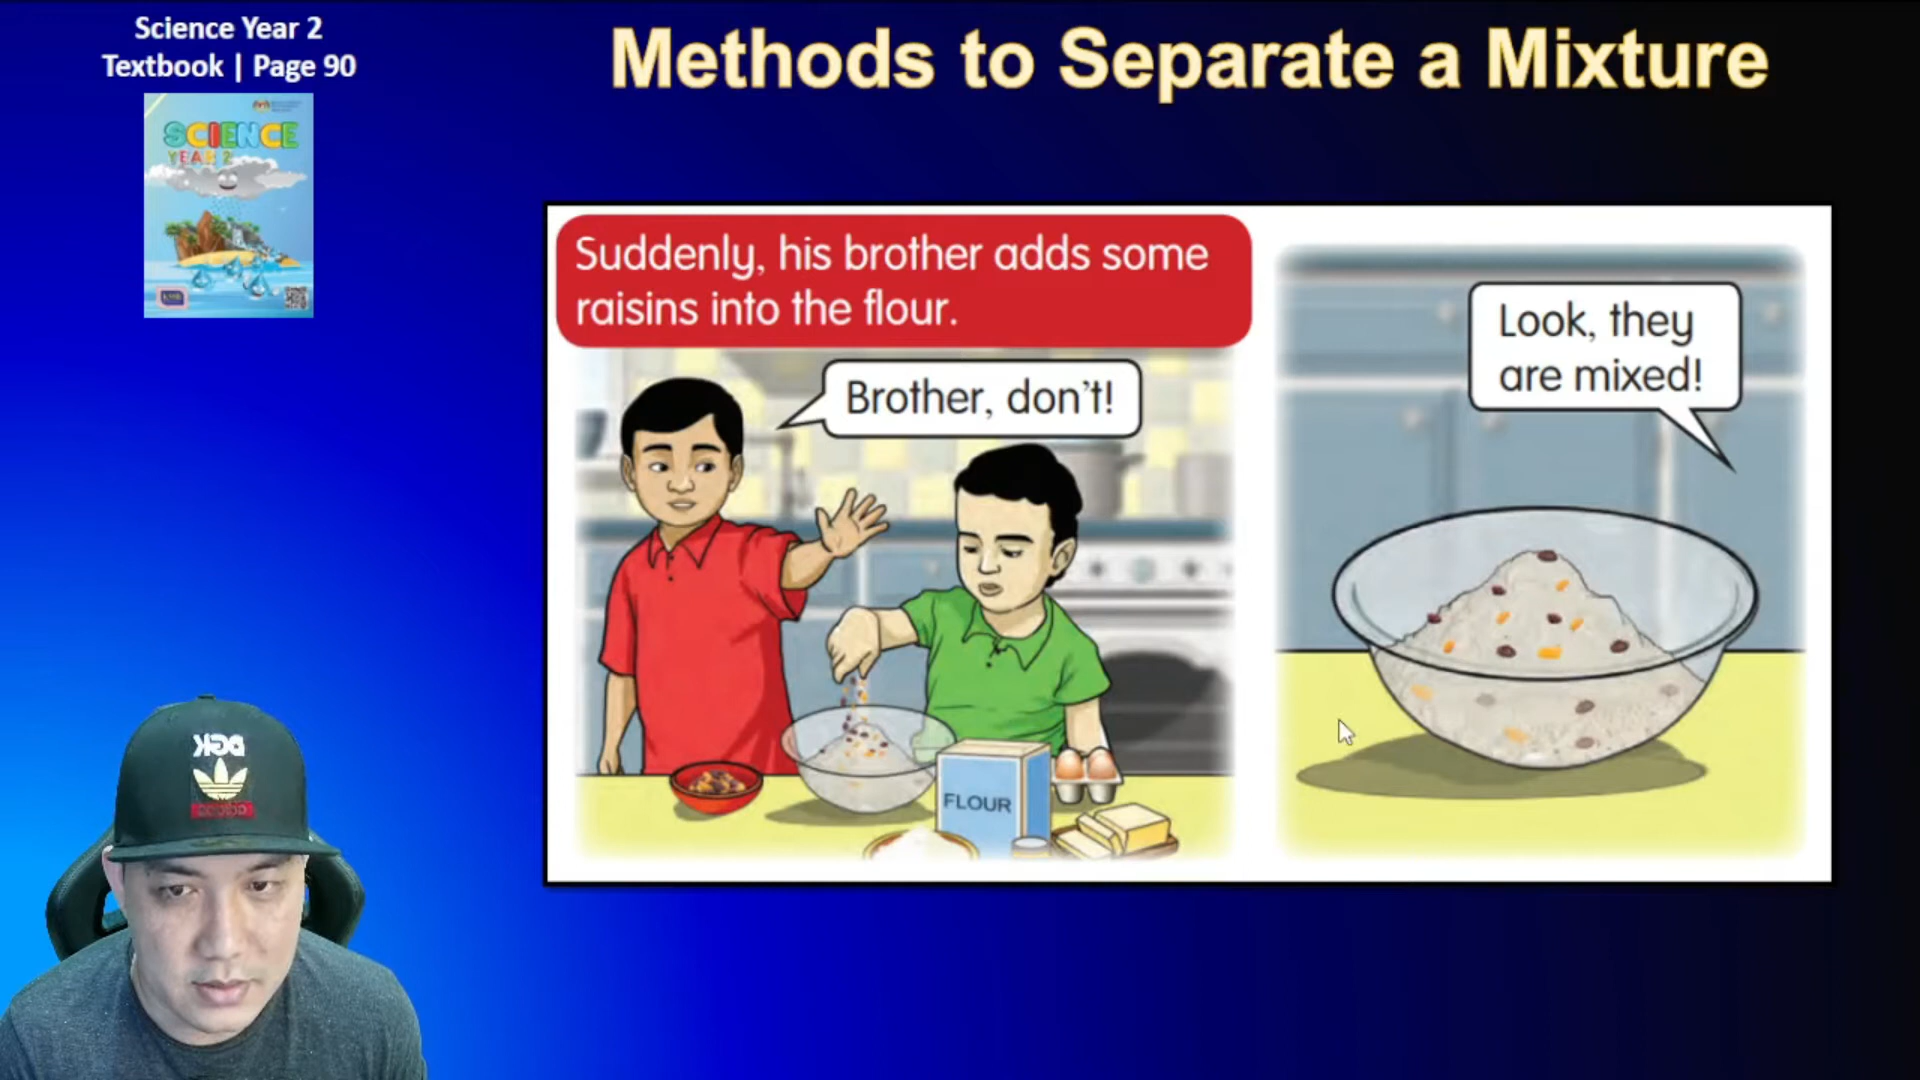 Science Year 2
Textbook | Page 90
SCIENCE
YEAR 2
Methods to Separate a Mixture
Suddenly, his brother adds some
raisins into the flour.
Brother, don't!
Look, they
are mixed!
FLOUR
DGK